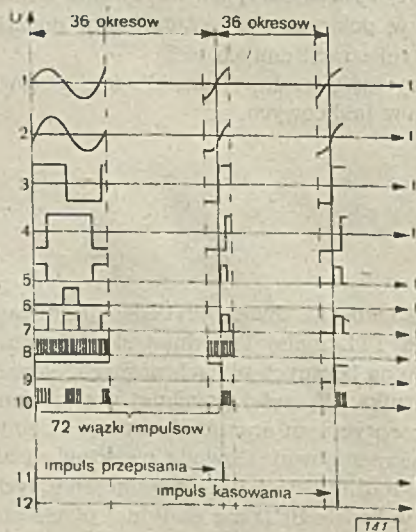 U
36 okresów 36 okresow
1 t
2 t
3 t
4 t
5
6
7
8
9
10
72 wiązki impulsow
impuls przepisania
11
impuls kasowania
12
141